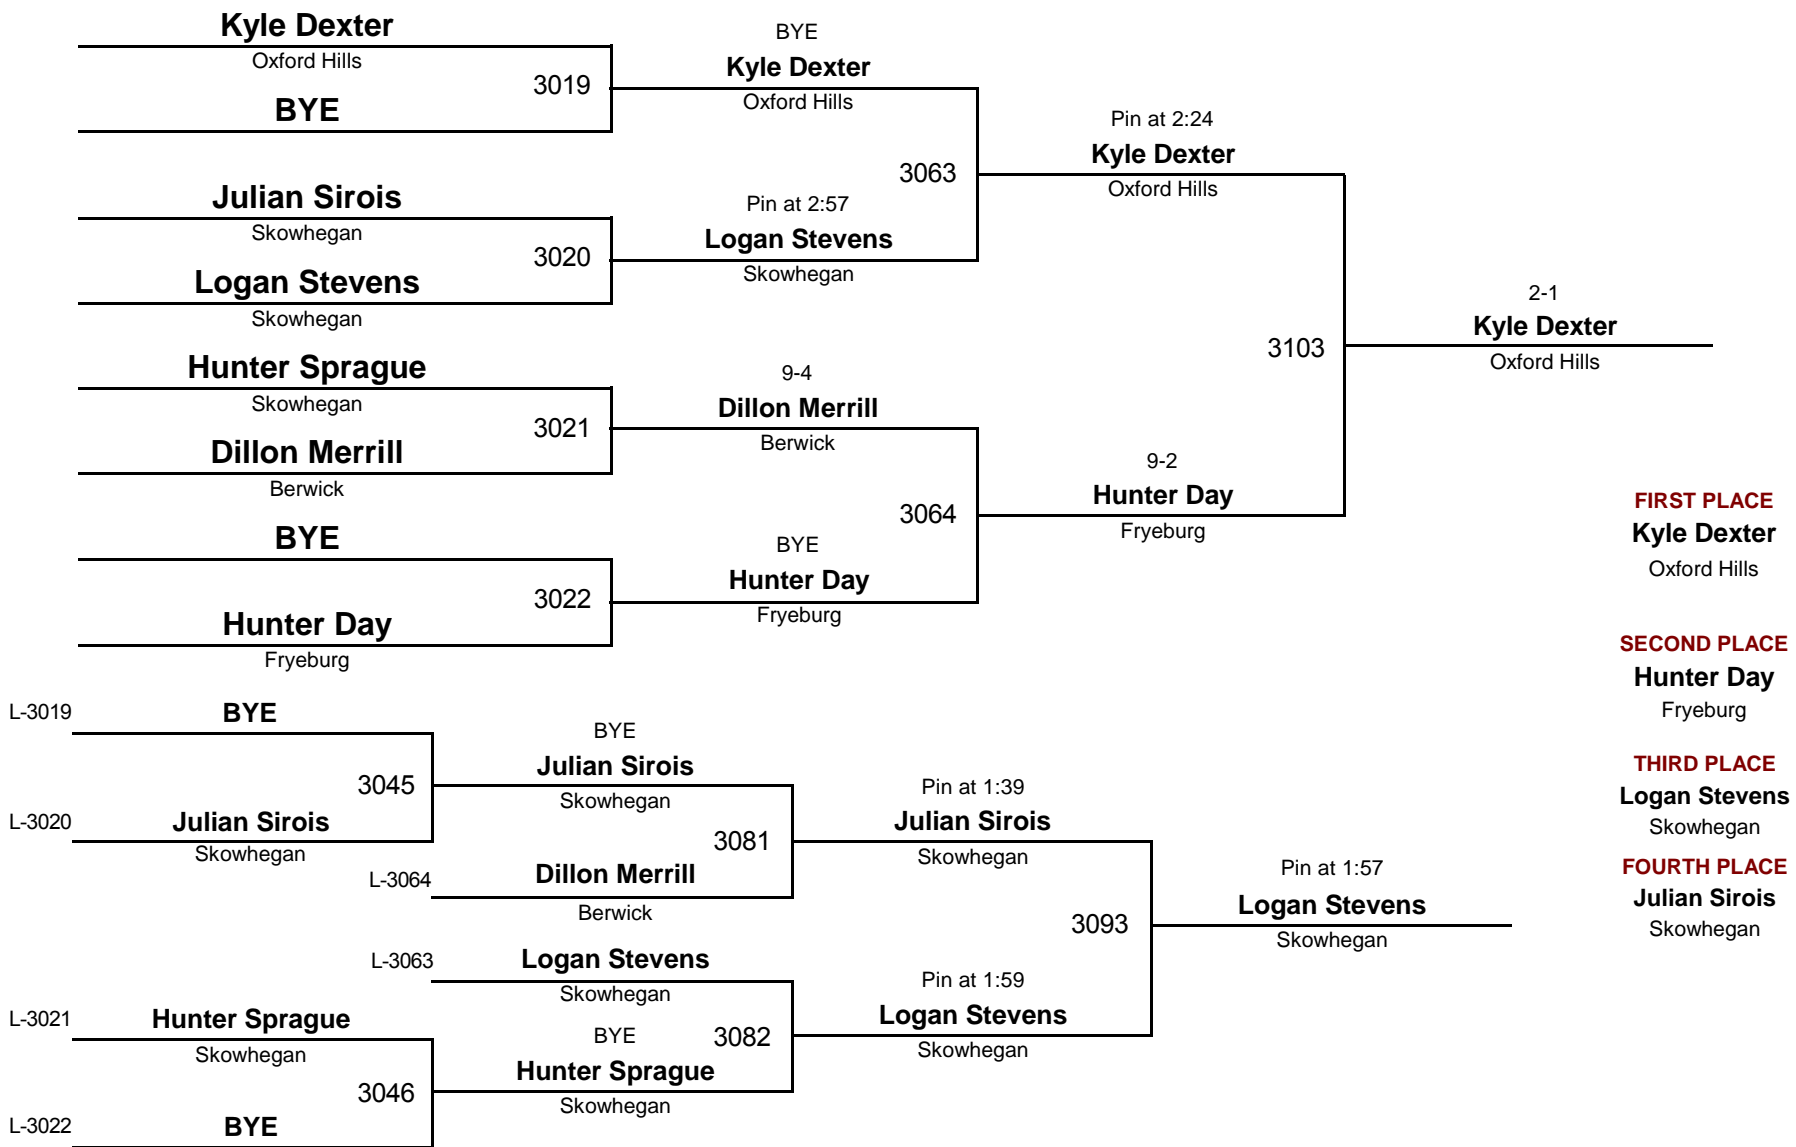 Kyle Dexter
Oxford Hills
BYE
3019
BYE
Kyle Dexter
Oxford Hills
Julian Sirois
Skowhegan
Logan Stevens
Skowhegan
3020
Pin at 2:57
Logan Stevens
Skowhegan
3063
Pin at 2:24
Kyle Dexter
Oxford Hills
Hunter Sprague
Skowhegan
Dillon Merrill
Berwick
3021
9-4
Dillon Merrill
Berwick
BYE
Hunter Day
Fryeburg
3022
BYE
Hunter Day
Fryeburg
3064
9-2
Hunter Day
Fryeburg
3103
2-1
Kyle Dexter
Oxford Hills
FIRST PLACE
Kyle Dexter
Oxford Hills
SECOND PLACE
Hunter Day
Fryeburg
THIRD PLACE
Logan Stevens
Skowhegan
FOURTH PLACE
Julian Sirois
Skowhegan
L-3019
BYE
L-3020
Julian Sirois
Skowhegan
3045
BYE
Julian Sirois
Skowhegan
L-3064
Dillon Merrill
Berwick
3081
Pin at 1:39
Julian Sirois
Skowhegan
L-3063
Logan Stevens
Skowhegan
L-3021
Hunter Sprague
Skowhegan
L-3022
BYE
3046
BYE
Hunter Sprague
Skowhegan
3082
Pin at 1:59
Logan Stevens
Skowhegan
3093
Pin at 1:57
Logan Stevens
Skowhegan